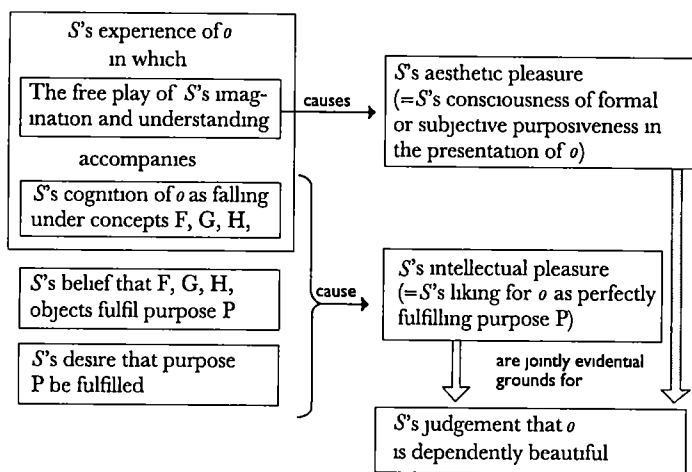 S's experience of o
in which
The free play of S's imag-
ination and understanding
accompanies
S's cognition of o as falling
under concepts F, G, H,
S's belief that F, G, H,
objects fulfil purpose P
S's desire that purpose
P be fulfilled
causes
cause
S's aesthetic pleasure
(=S's consciousness of formal
or subjective purposiveness in
the presentation of o)
S's intellectual pleasure
(=S's liking for o as perfectly
fulfilling purpose P)
are jointly evidential
grounds for
S's judgement that o
is dependently beautiful